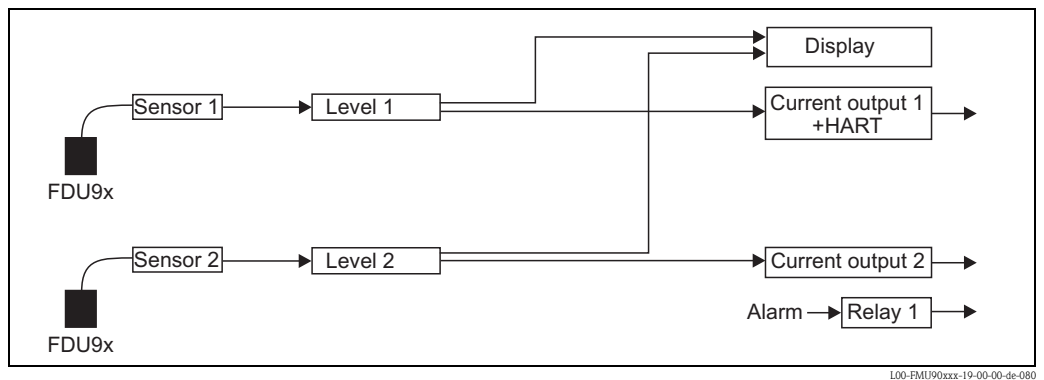 Display
Sensor 1
Level 1
Current output 1
+HART
FDU9x
Sensor 2
Level 2
Current output 2
Alarm
Relay 1
FDU9x
L00-FMU90xxx-19-00-00-de-080